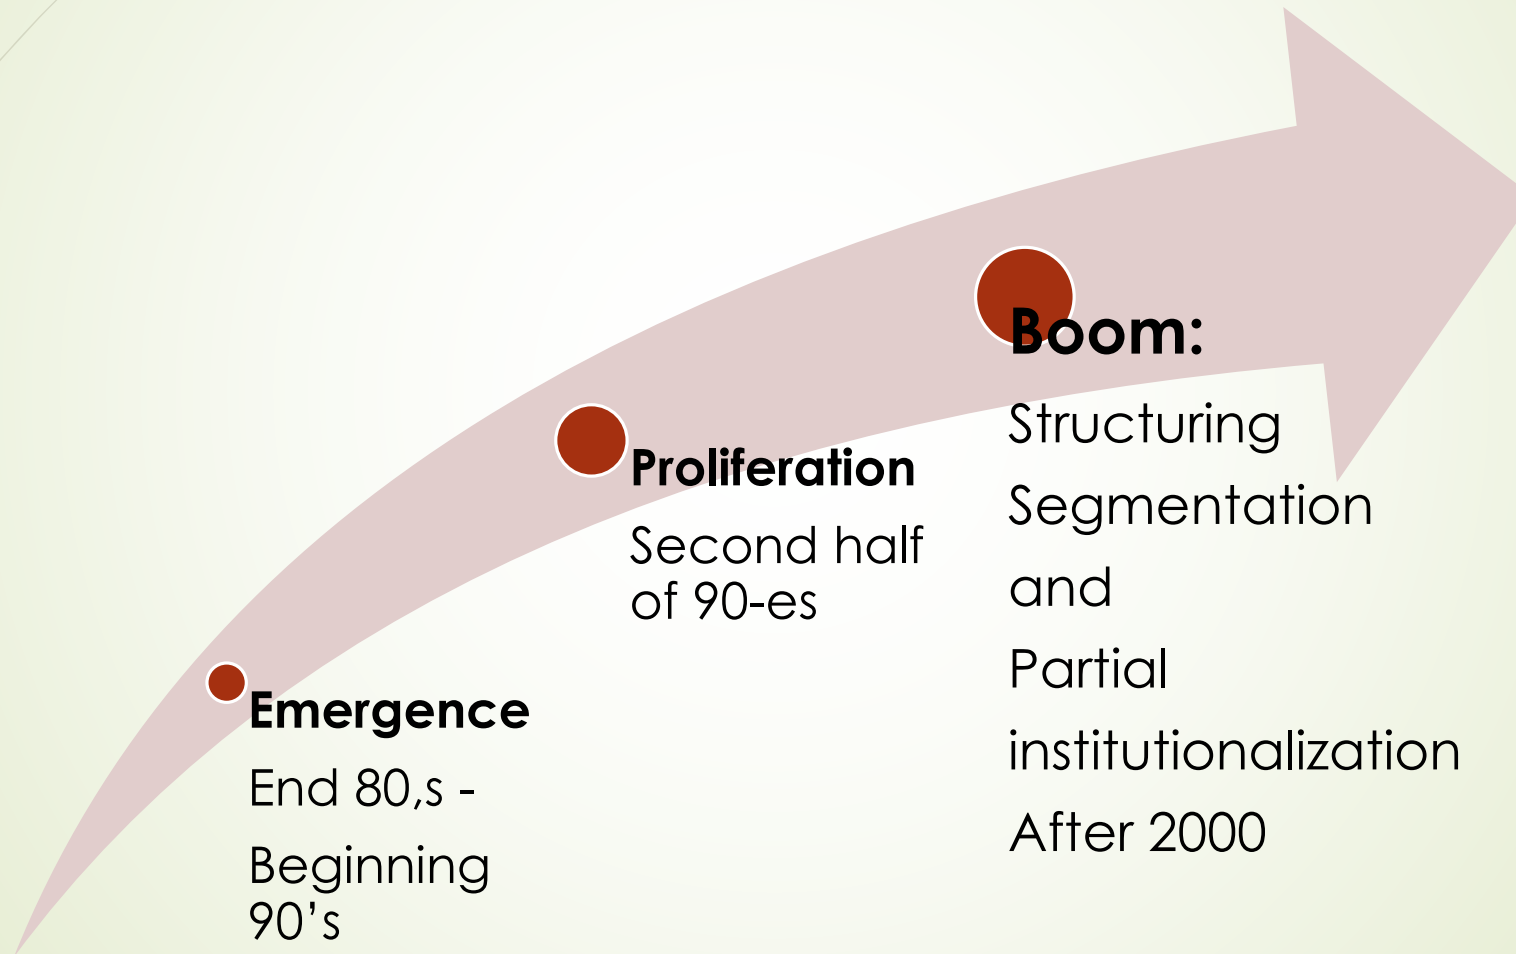 Emergence
End 80,s -
Beginning
90’s
Proliferation
Second half
of 90-es
Boom:
Structuring
Segmentation
and
Partial
institutionalization
After 2000